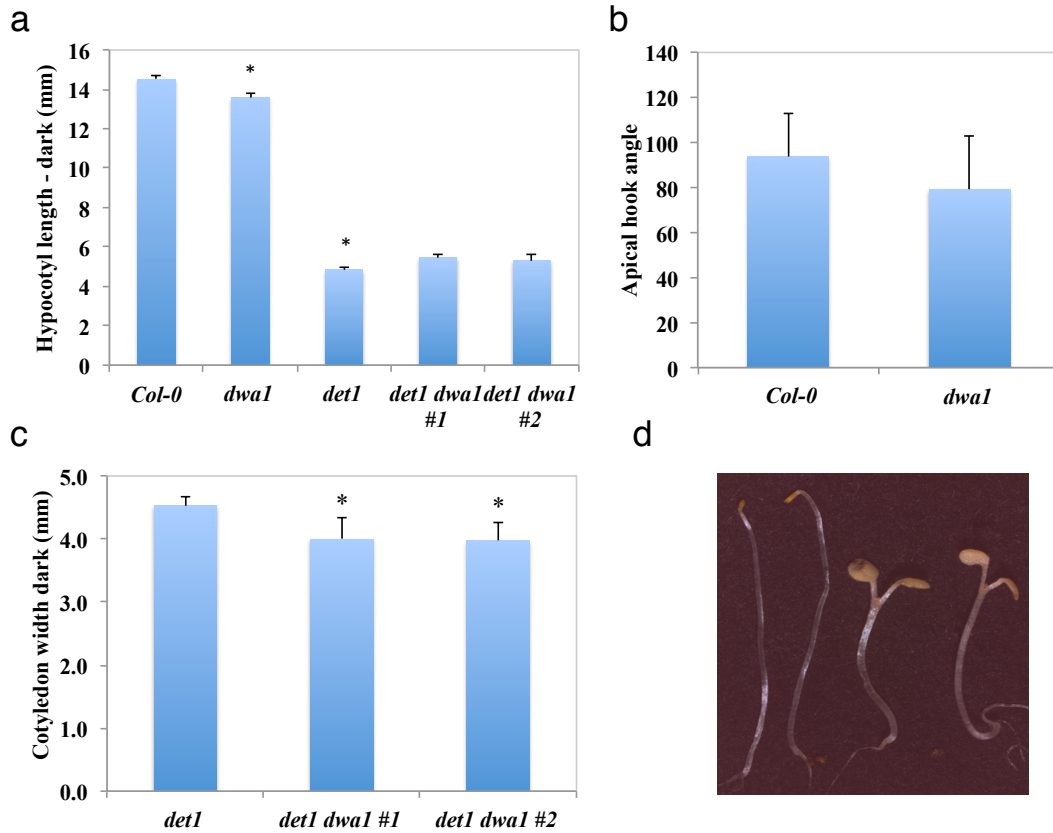 a
Hypocotyl length - dark (mm)
16
14
12
10
8
6
4
2
0
*
*
Col-0 dwa1 det1 det1 dwa1 det1 dwa1
#1 #2
b
Apical hook angle
140
120
100
80
60
40
20
0
Col-0 dwa1
c
Cotyledon width dark (mm)
5.0
4.0
3.0
2.0
1.0
0.0
* *
det1 det1 dwa1 #1 det1 dwa1 #2
d